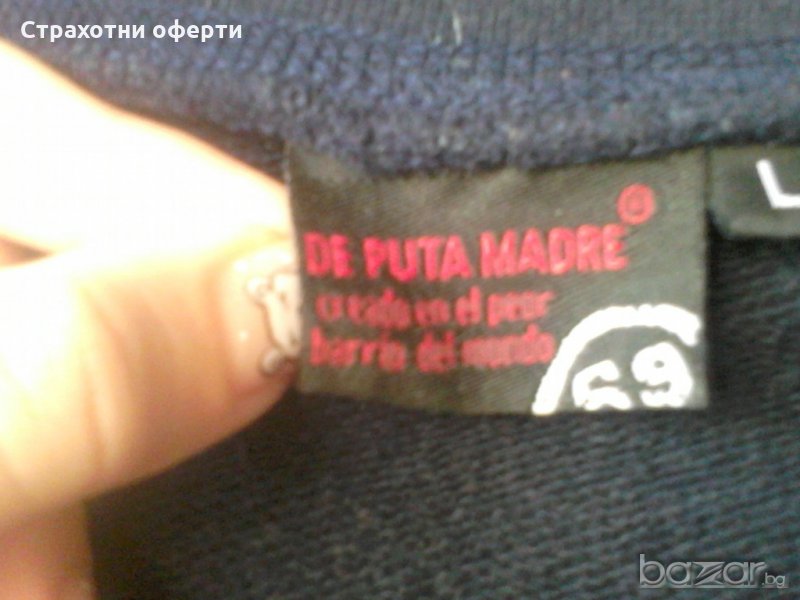 Страхотни оферти
L
DE PUTA MADRE®
creado en el peor
barrio del mundo
69
bazar.bg